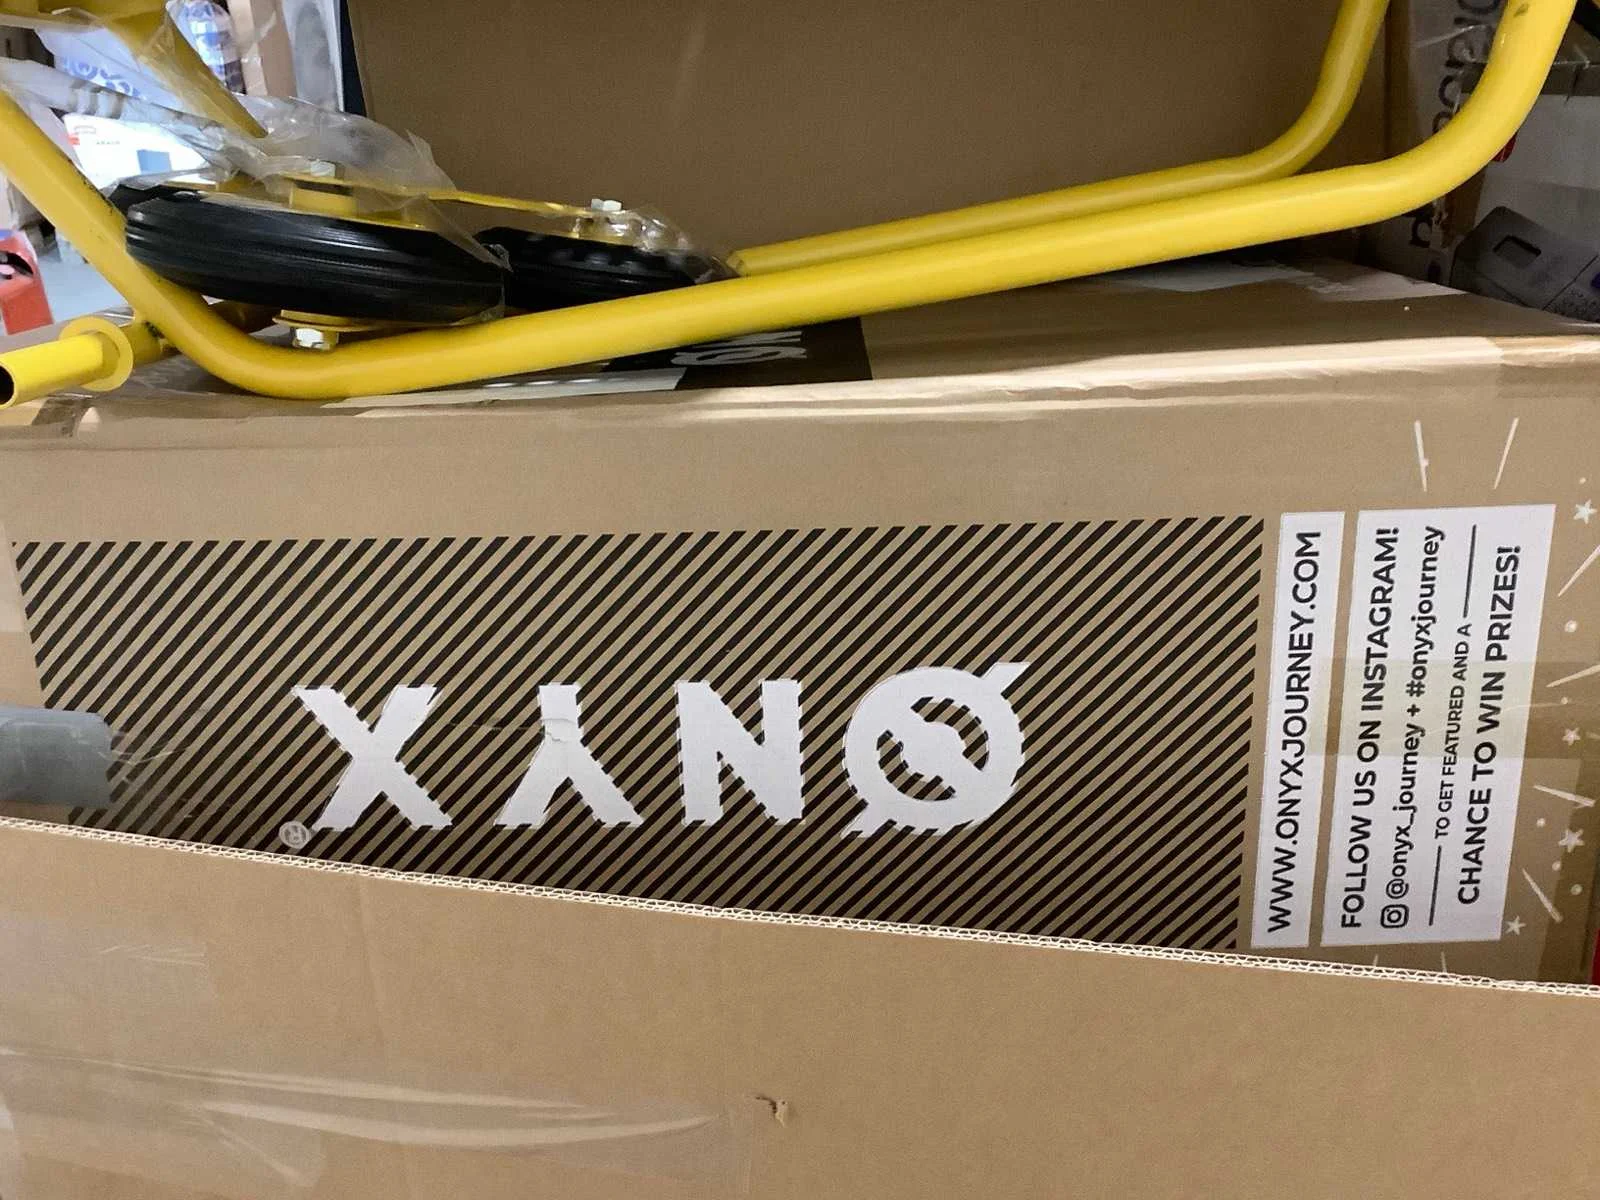 ONYX
WWW.ONYXJOURNEY.COM
FOLLOW US ON INSTAGRAM!
@onyx_journey + #onyxjourney
TO GET FEATURED AND A
CHANCE TO WIN PRIZES!